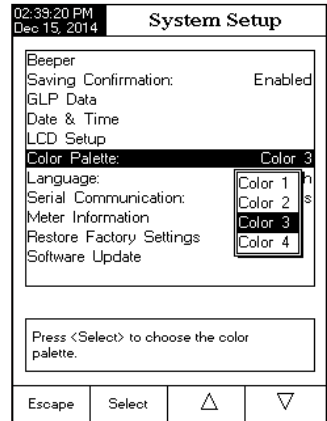 02:39:20 PM
Dec 15, 2014
System Setup
Beeper
Saving Confirmation: Enabled
GLP Data
Date & Time
LCD Setup
Color Palette: Color 3
Language: h
Serial Communication: s
Meter Information
Restore Factory Settings
Software Update
Color 1
Color 2
Color 3
Color 4
Press <Select> to choose the color
palette.
Escape Select △ ▽